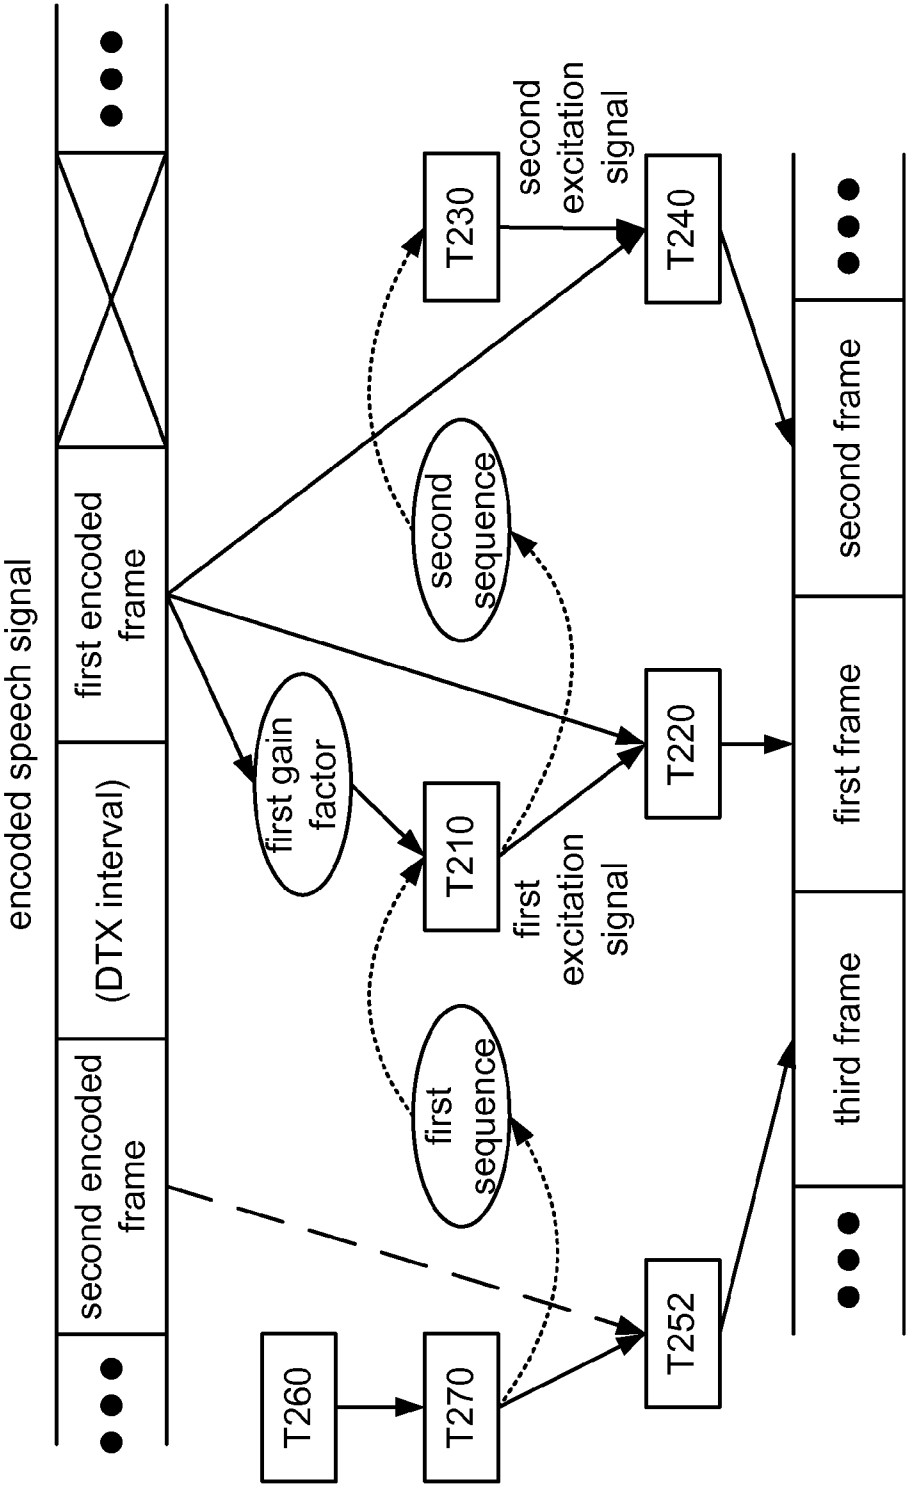 encoded speech signal
second encoded
frame
(DTX interval)
first encoded
frame
first gain
factor
T260
T270
first
sequence
T210
second
sequence
T230
first
excitation
signal
second
excitation
signal
T252
T220
T240
third frame
first frame
second frame